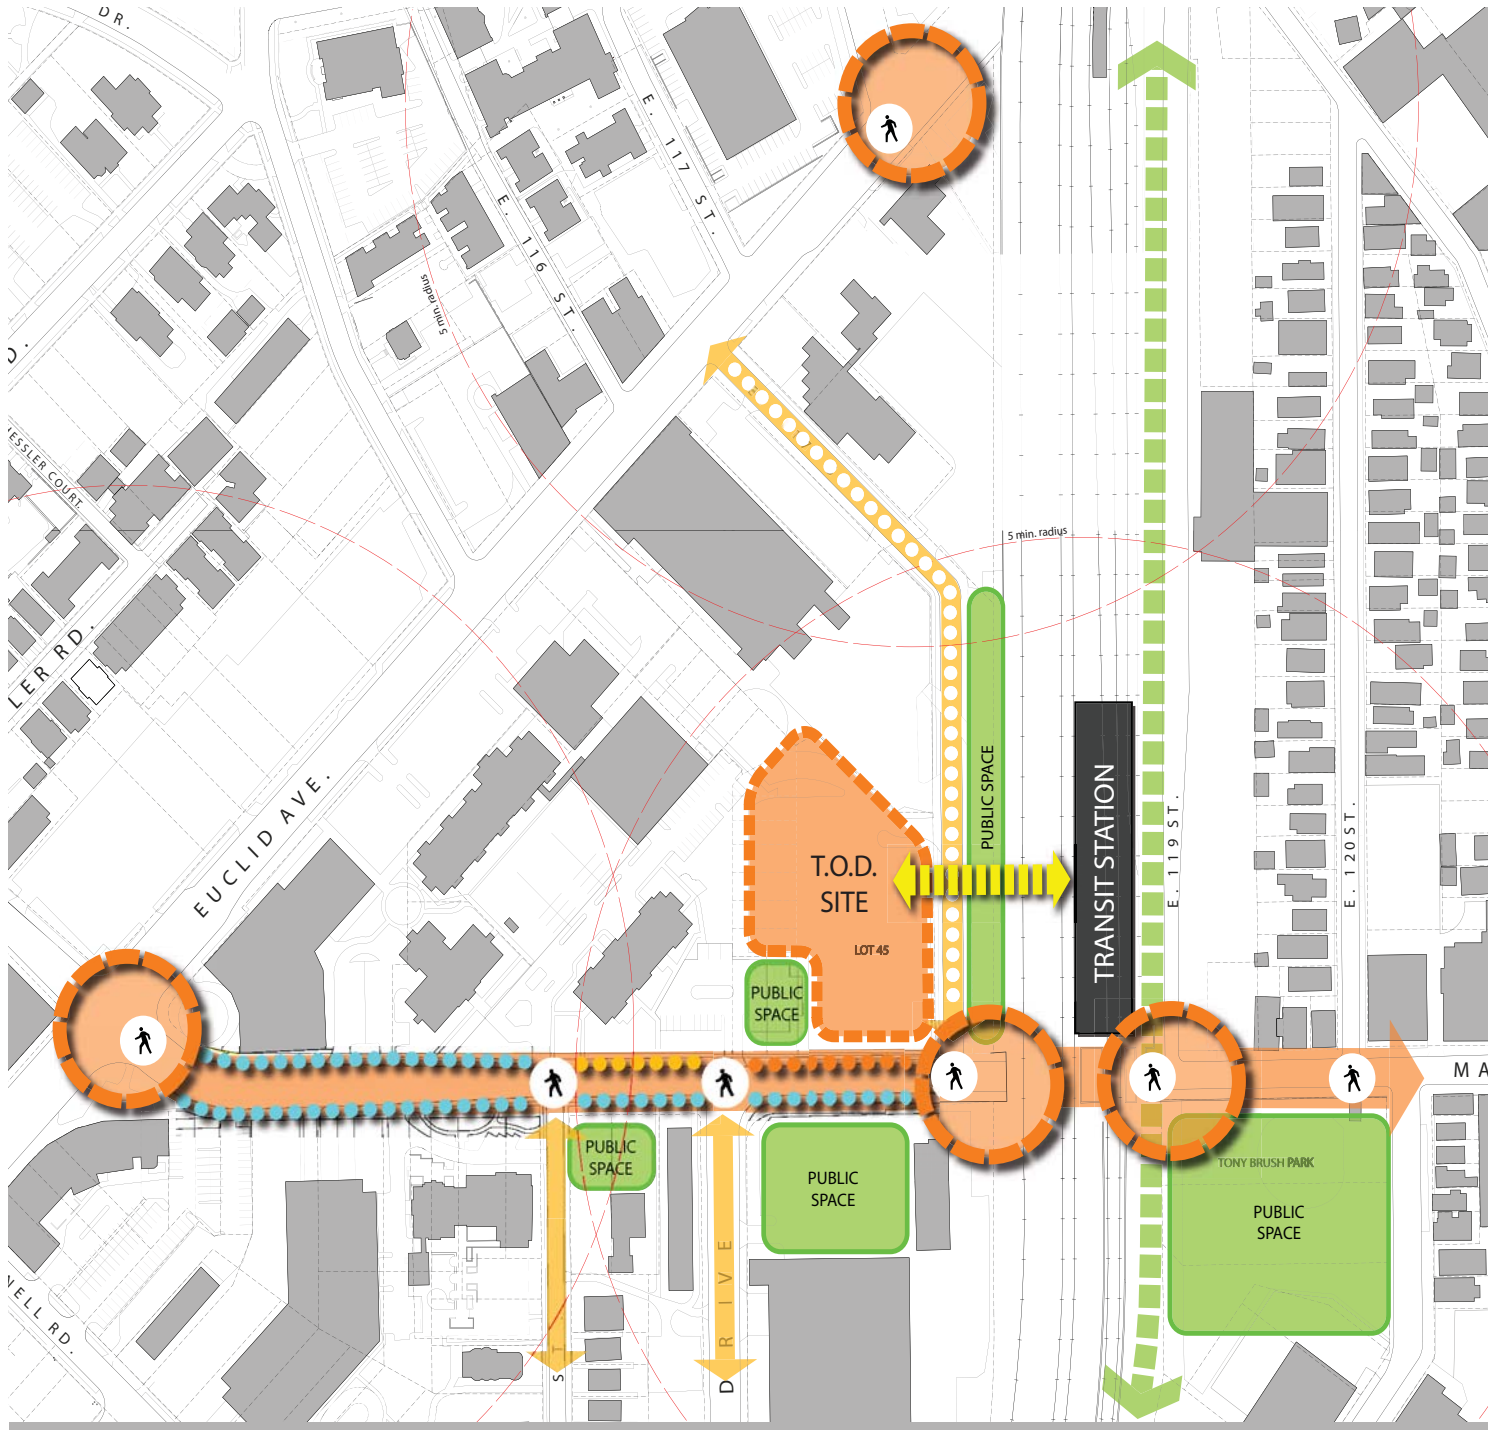 DR.
E. 117 ST.
E. 116 ST.
5 min. radius
5 min. radius
ESSLER COURT.
LER RD.
EUCLID AVE.
PUBLIC SPACE
TRANSIT STATION
E. 119 ST.
E. 120 ST.
T.O.D.
SITE
LOT 45
PUBLIC
SPACE
MA
PUBLIC
SPACE
PUBLIC
SPACE
TONY BRUSH PARK
PUBLIC
SPACE
NELL RD.
ST.
DRIVE